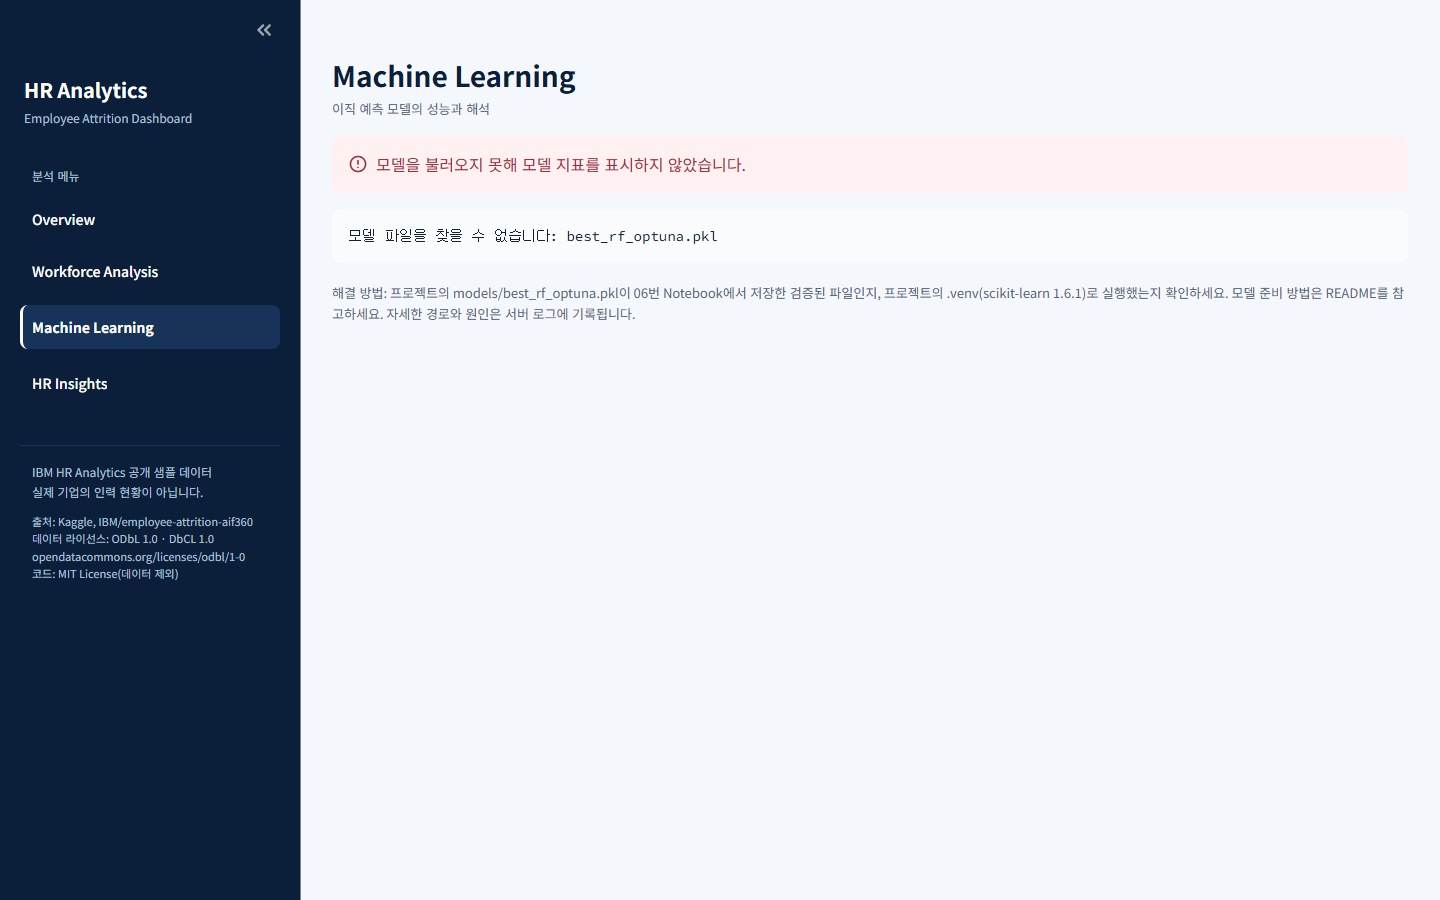 HR Analytics
Employee Attrition Dashboard
분석 메뉴
Overview
Workforce Analysis
Machine Learning
HR Insights
IBM HR Analytics 공개 샘플 데이터
실제 기업의 인력 현황이 아닙니다.
출처: Kaggle, IBM/employee-attrition-aif360
데이터 라이선스: ODbL 1.0 · DbCL 1.0
opendatacommons.org/licenses/odbl/1-0
코드: MIT License(데이터 제외)
Machine Learning
이직 예측 모델의 성능과 해석
모델을 불러오지 못해 모델 지표를 표시하지 않았습니다.
모델 파일을 찾을 수 없습니다: best_rf_optuna.pkl
해결 방법: 프로젝트의 models/best_rf_optuna.pkl이 06번 Notebook에서 저장한 검증된 파일인지, 프로젝트의 .venv(scikit-learn 1.6.1)로 실행했는지 확인하세요. 모델 준비 방법은 README를 참
고하세요. 자세한 경로와 원인은 서버 로그에 기록됩니다.